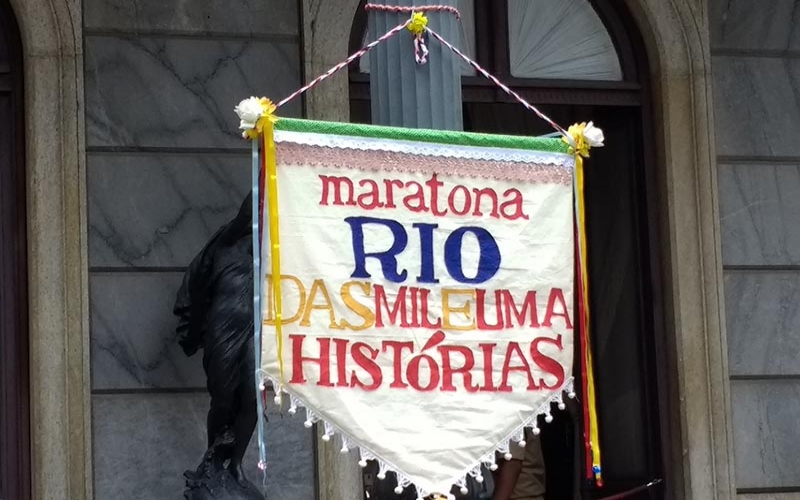 maratona
RIO
DAS MIL E UMA
HISTÓRIAS